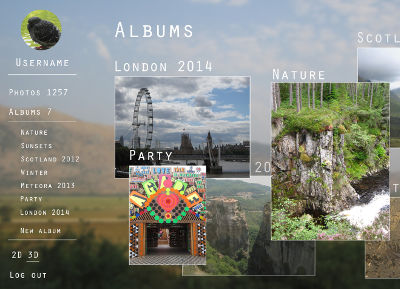 Username
Photos 1257
Albums 7
Nature
Sunsets
Scotland 2012
Winter
Meteora 2013
Party
London 2014
New album
2D 3D
Log out
Albums
London 2014
Nature
Scotl
Party
20
T